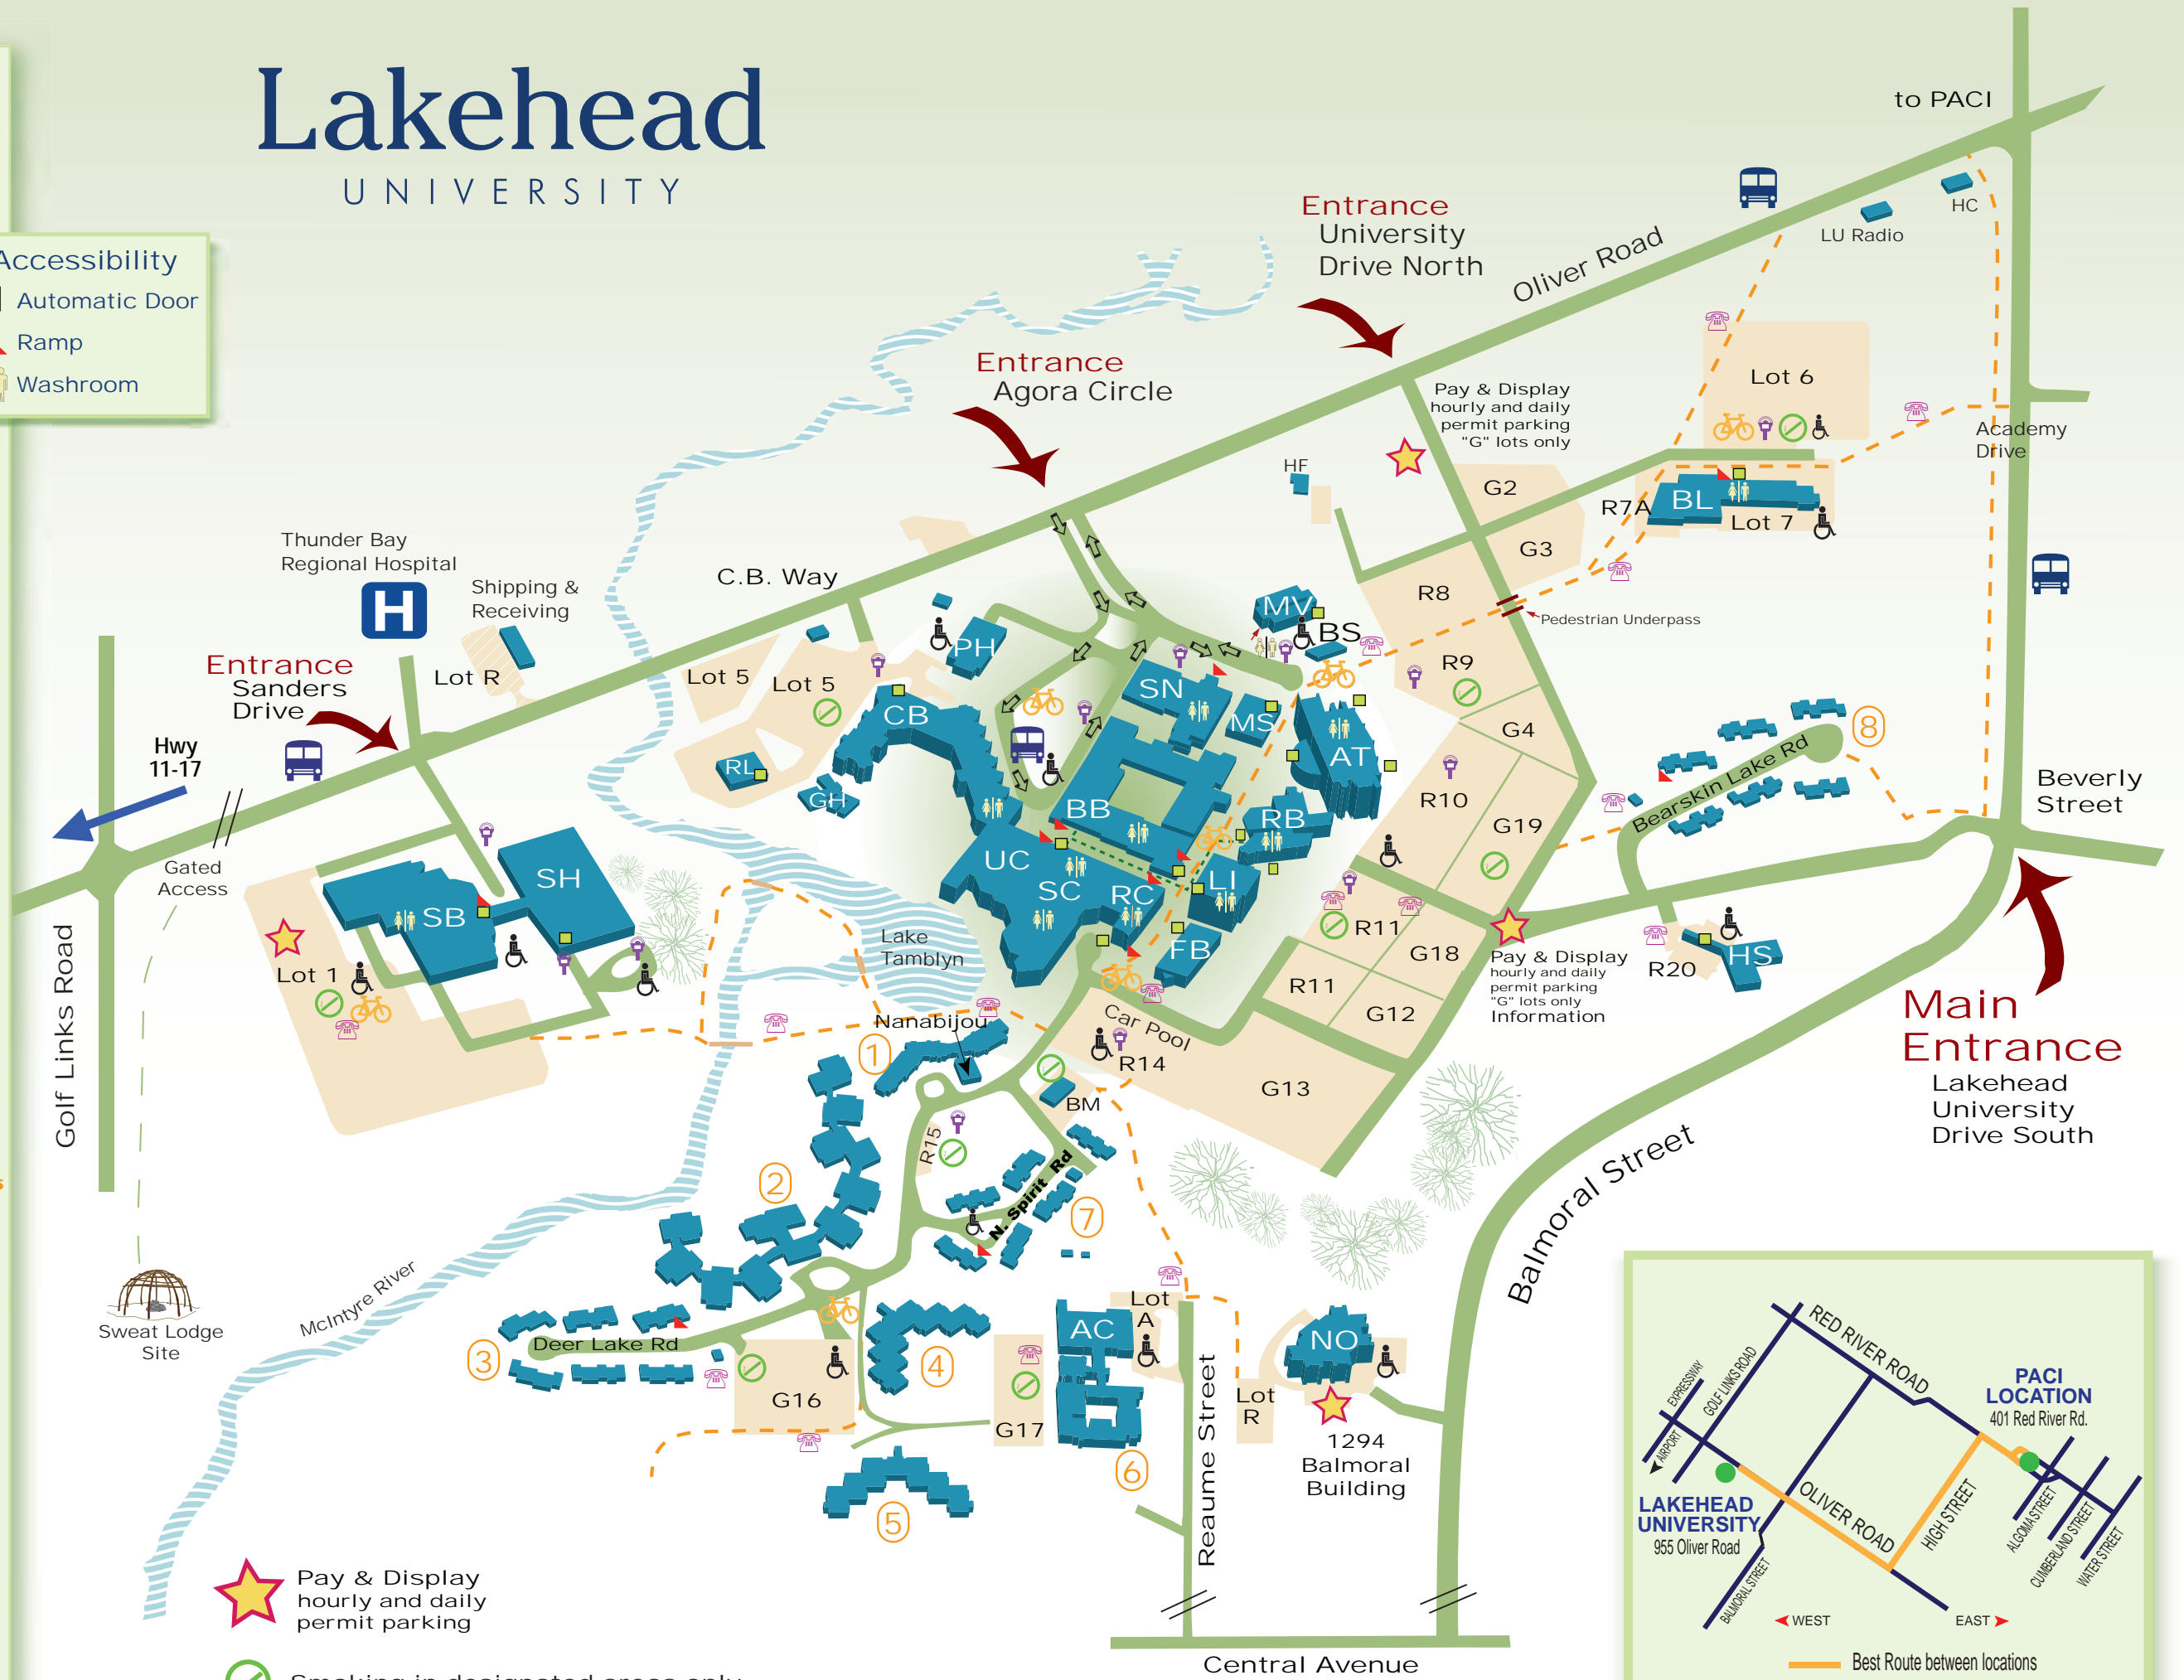 Lakehead
UNIVERSITY
Accessibility
Automatic Door
Ramp
Washroom
to PACI
HC
LU Radio
Entrance
University
Drive North
Oliver Road
Entrance
Agora Circle
Pay & Display
hourly and daily
permit parking
"G" lots only
Lot 6
Academy
Drive
HF
G2
R7A
BL
Lot 7
G3
Thunder Bay
Regional Hospital
H
Shipping &
Receiving
C.B. Way
R8
MV
BS
Pedestrian Underpass
Entrance
Sanders
Drive
Lot R
PH
Lot 5
Lot 5
R9
SN
CB
MS
G4
8
Hwy
11-17
RL
AT
Bearskin Lake Rd
Beverly
Street
GH
BB
RB
R10
G19
Gated
Access
UC
SH
SC
RC
LI
SB
R11
Lake
Tamblyn
FB
G18
Pay & Display
hourly and daily
permit parking
"G" lots only
Information
R20
HS
Lot 1
R11
G12
Main
Entrance
Lakehead
University
Drive South
Golf Links Road
Nanabijou
Car Pool
1
R14
G13
BM
R15
N. Spirit Rd
2
7
Balmoral Street
McIntyre River
Sweat Lodge
Site
Lot
A
AC
NO
Deer Lake Rd
3
4
G16
G17
Lot
R
Reaume Street
1294
Balmoral
Building
6
5
Pay & Display
hourly and daily
permit parking
Smoking in designated areas only
Central Avenue
RED RIVER ROAD
EXPRESSWAY
GOLF LINKS ROAD
PACI
LOCATION
401 Red River Rd.
AIRPORT
LAKEHEAD
UNIVERSITY
955 Oliver Road
OLIVER ROAD
HIGH STREET
ALGOMA STREET
CUMBERLAND STREET
WATER STREET
BALMORAL STREET
WEST
EAST
Best Route between locations